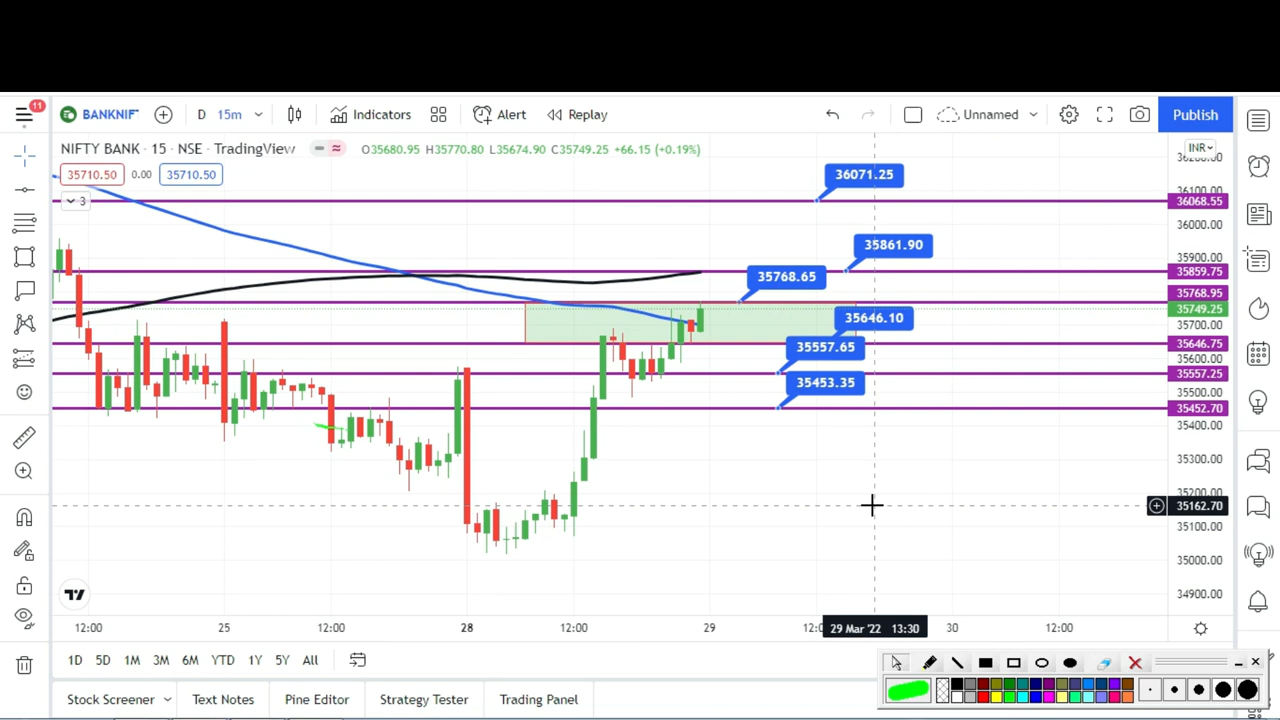 11
BANKNIF
D
15m
Indicators
Alert
Replay
Unnamed
Publish
NIFTY BANK · 15 · NSE · TradingView
O35680.95 H35770.80 L35674.90 C35749.25 +66.15 (+0.19%)
INR
35710.50
0.00
35710.50
3
36071.25
35861.90
35768.65
35646.10
35557.65
35453.35
36100.00
36068.55
36000.00
35900.00
35859.75
35768.95
35749.25
35700.00
35646.75
35600.00
35557.25
35500.00
35452.70
35400.00
35300.00
35200.00
35162.70
35100.00
35000.00
34900.00
12:00
25
12:00
28
12:00
29
29 Mar '22 13:30
30
12:00
1D 5D 1M 3M 6M YTD 1Y 5Y All
Stock Screener
Text Notes
Pine Editor
Strategy Tester
Trading Panel